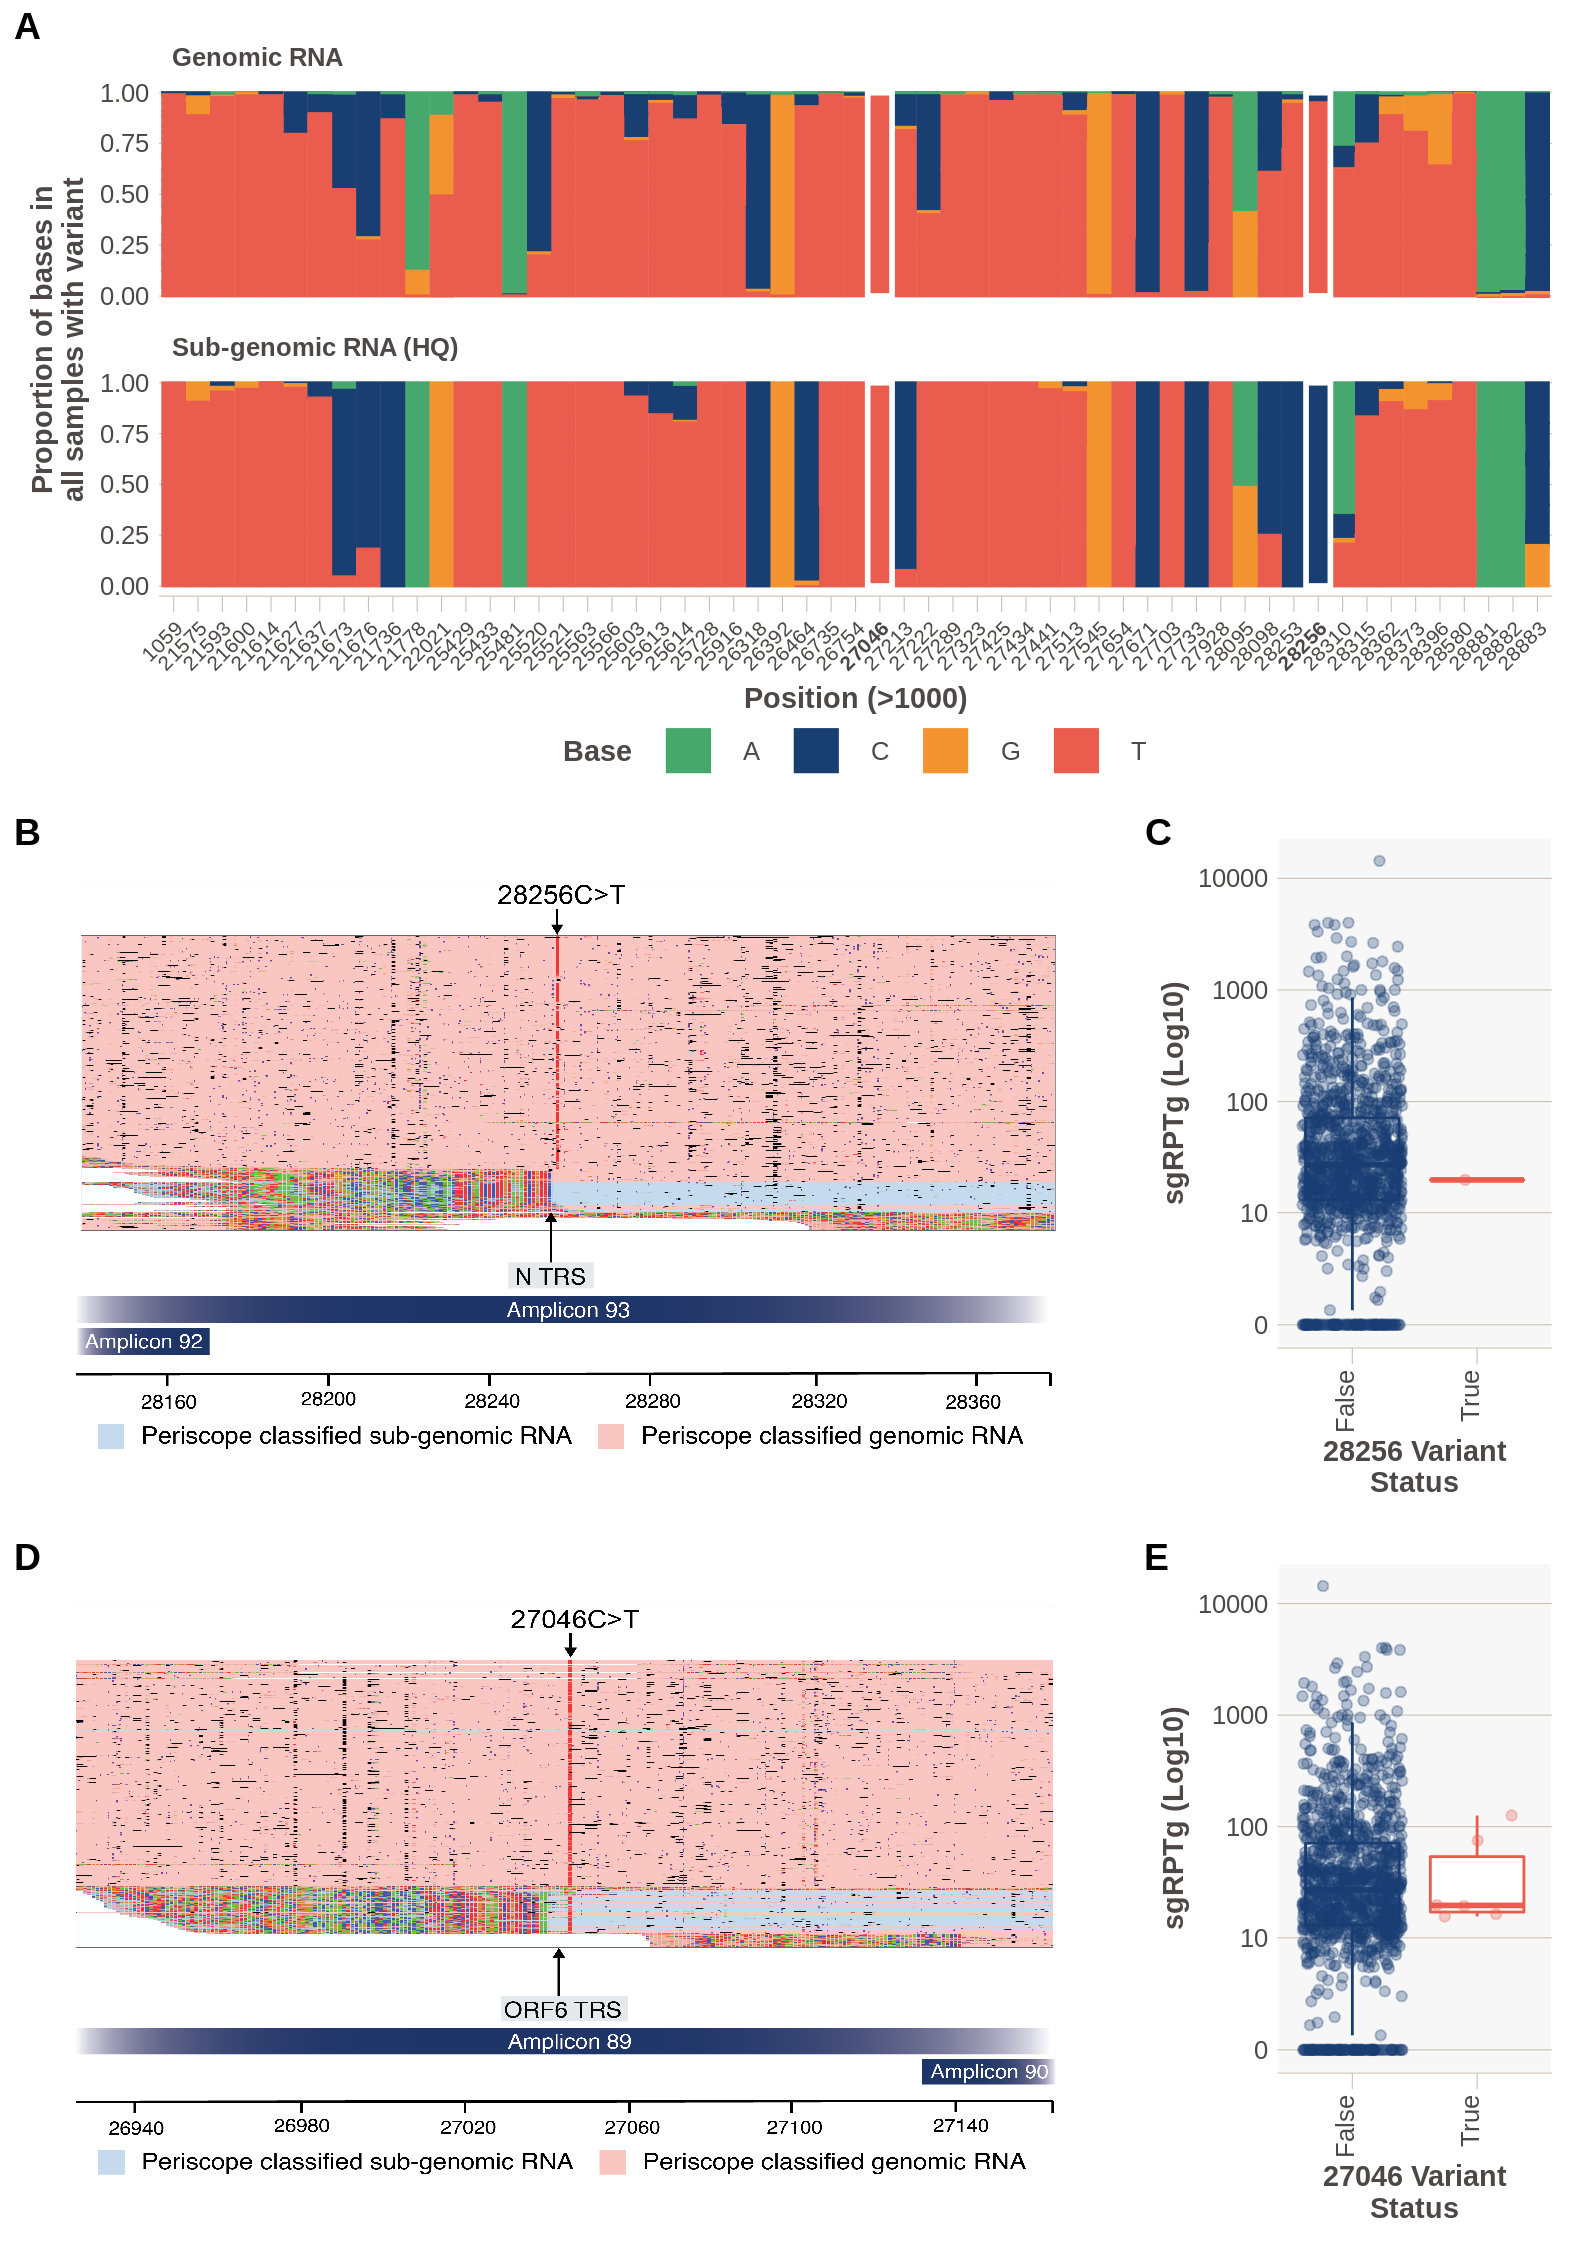 A
Genomic RNA
1.00
0.75
0.50
0.25
0.00
Proportion of bases in
all samples with variant
Sub-genomic RNA (HQ)
1.00
0.75
0.50
0.25
0.00
1059 21575 21593 21600 21614 21627 21637 21673 21676 21736 21778 22021 25429 25433 25481 25520 25521 25563 25566 25603 25613 25614 25728 25916 26318 26392 26464 26735 26754 27046 27213 27222 27289 27323 27425 27434 27441 27513 27545 27654 27671 27703 27733 27928 28095 28098 28253 28256 28310 28315 28362 28373 28396 28580 28881 28882 28883
Position (>1000)
Base A C G T
B
28256C>T
N TRS
Amplicon 93
Amplicon 92
28160 28200 28240 28280 28320 28360
Periscope classified sub-genomic RNA Periscope classified genomic RNA
C
sgRPTg (Log10)
10000
1000
100
10
0
False True
28256 Variant
Status
D
27046C>T
ORF6 TRS
Amplicon 89
Amplicon 90
26940 26980 27020 27060 27100 27140
Periscope classified sub-genomic RNA Periscope classified genomic RNA
E
sgRPTg (Log10)
10000
1000
100
10
0
False True
27046 Variant
Status